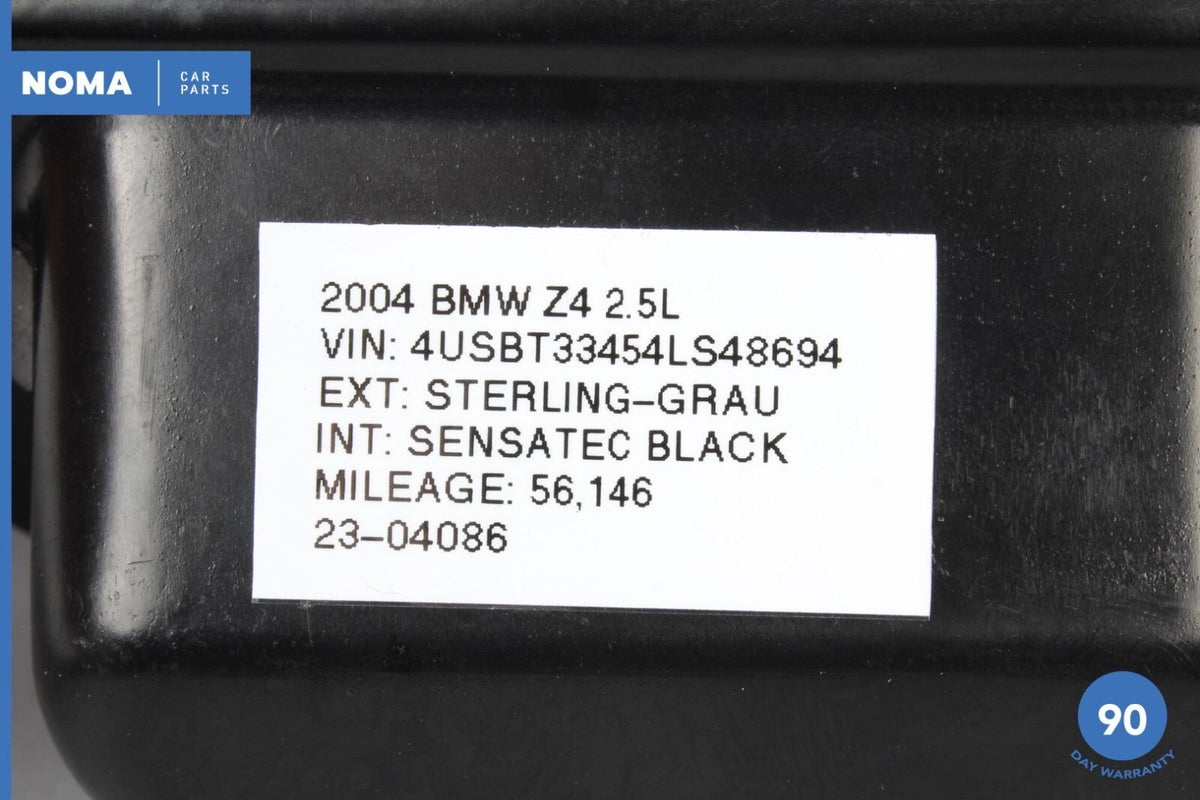 NOMA
CAR
PARTS
2004 BMW Z4 2.5L
VIN: 4USBT33454LS48694
EXT: STERLING-GRAU
INT: SENSATEC BLACK
MILEAGE: 56,146
23-04086
90
DAY WARRANTY